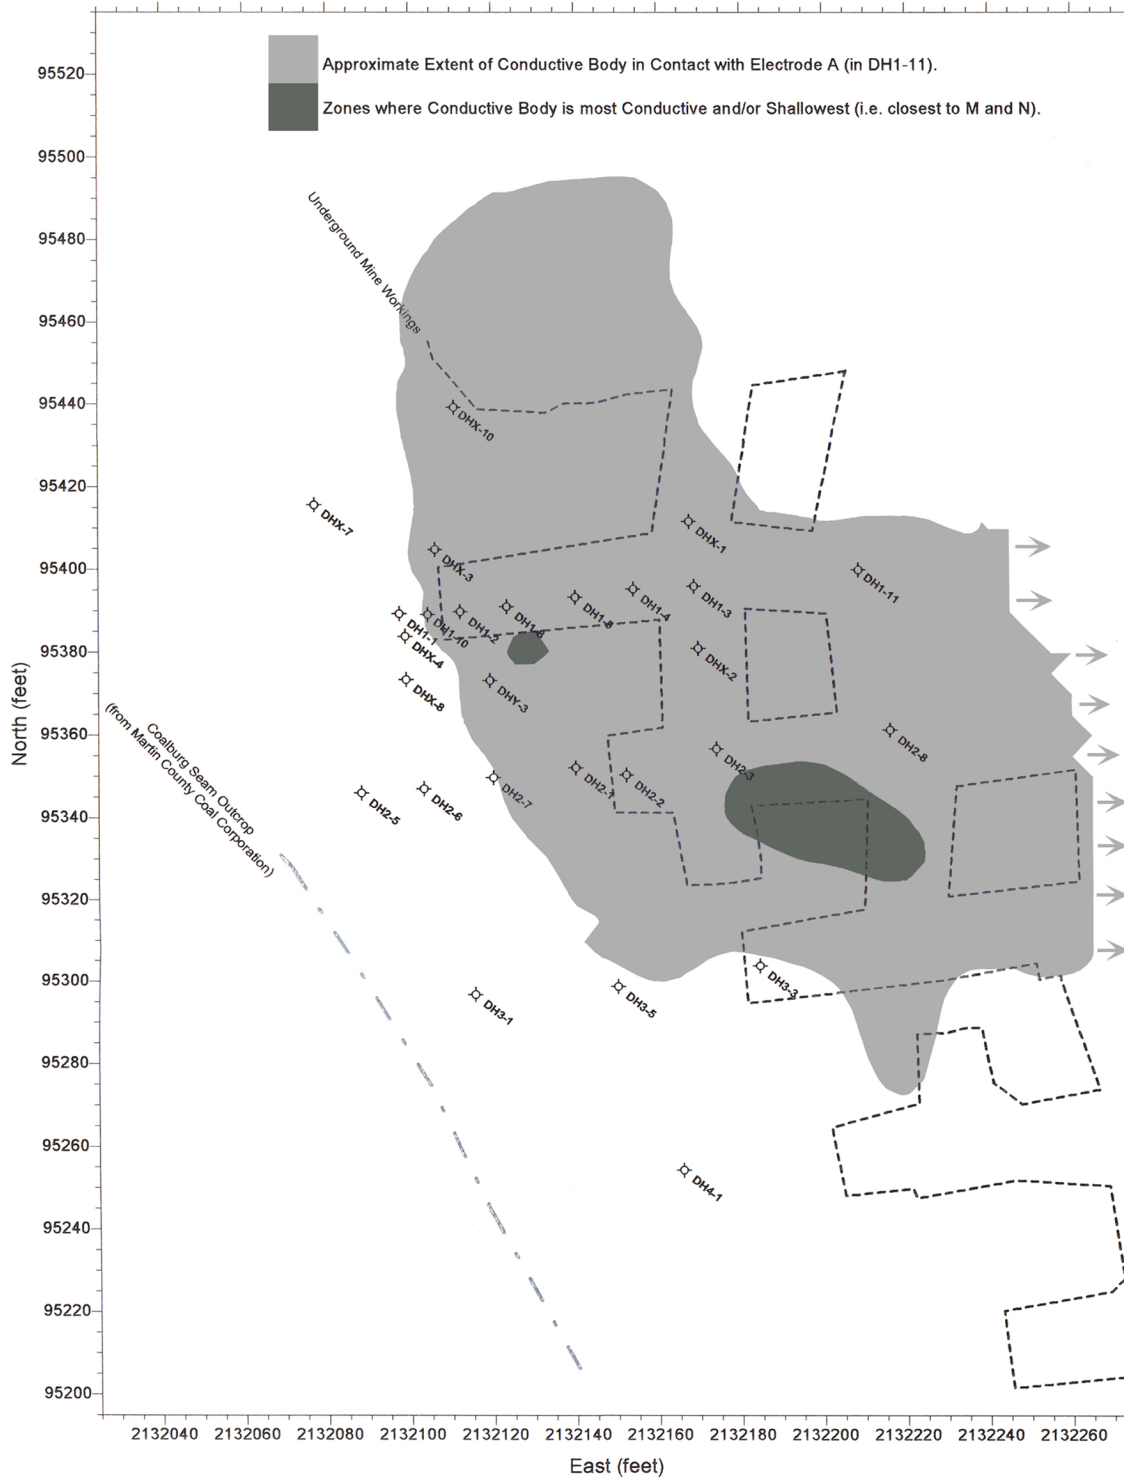 Approximate Extent of Conductive Body in Contact with Electrode A (in DH1-11).
Zones where Conductive Body is most Conductive and/or Shallowest (i.e. closest to M and N).
95520
95500
95480
95460
95440
95420
95400
95380
95360
95340
95320
95300
95280
95260
95240
95220
95200
North (feet)
Underground Mine Workings
DHX-10
DHX-7
DHX-3
DHX-1
DH1-11
DH1-1
DH1-10
DH1-2
DH1-6
DH1-5
DH1-4
DH1-3
DHX-4
DHX-8
DHY-3
DHX-2
DH2-8
DH2-3
DH2-5
DH2-6
DH2-7
DH2-1
DH2-2
Coalburg Seam Outcrop
(from Martin County Coal Corporation)
DH3-1
DH3-5
DH3-3
DH4-1
2132040
2132060
2132080
2132100
2132120
2132140
2132160
2132180
2132200
2132220
2132240
2132260
East (feet)